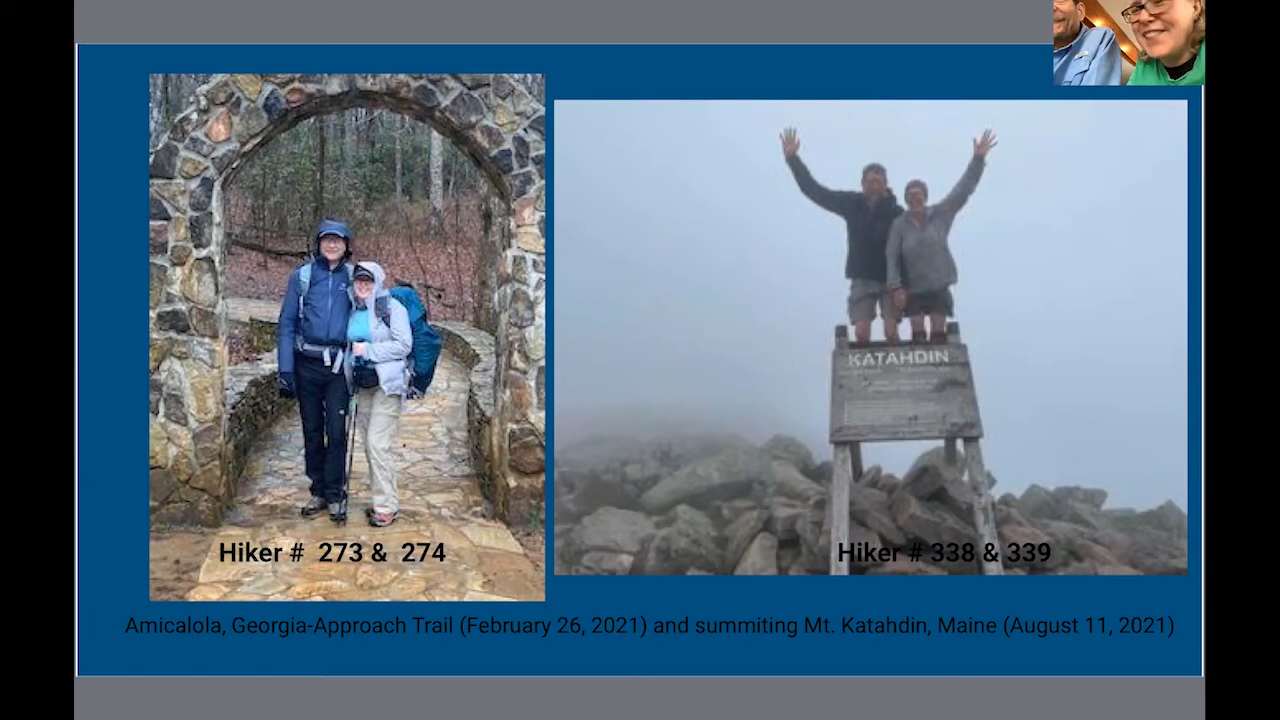 KATAHDIN
Hiker #  273 &  274
Hiker # 338 & 339
Amicalola, Georgia-Approach Trail (February 26, 2021) and summiting Mt. Katahdin, Maine (August 11, 2021)